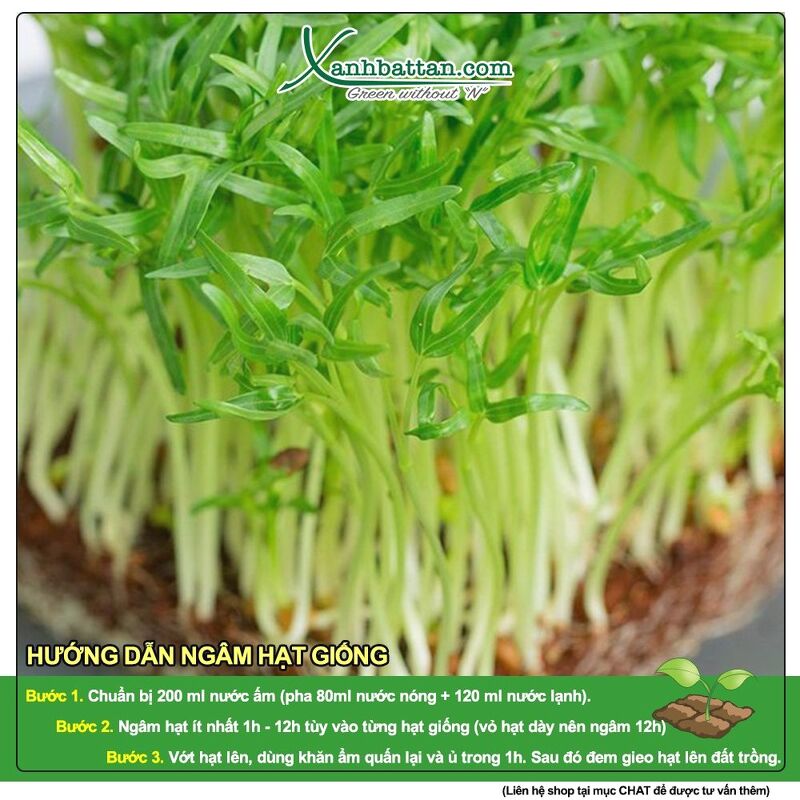 Xanhbattan.com
Green without "N"
HƯỚNG DẪN NGÂM HẠT GIỐNG
Bước 1. Chuẩn bị 200 ml nước ấm (pha 80ml nước nóng + 120 ml nước lạnh).
Bước 2. Ngâm hạt ít nhất 1h - 12h tùy vào từng hạt giống (vỏ hạt dày nên ngâm 12h)
Bước 3. Vớt hạt lên, dùng khăn ẩm quấn lại và ủ trong 1h. Sau đó đem gieo hạt lên đất trồng.
(Liên hệ shop tại mục CHAT để được tư vấn thêm)